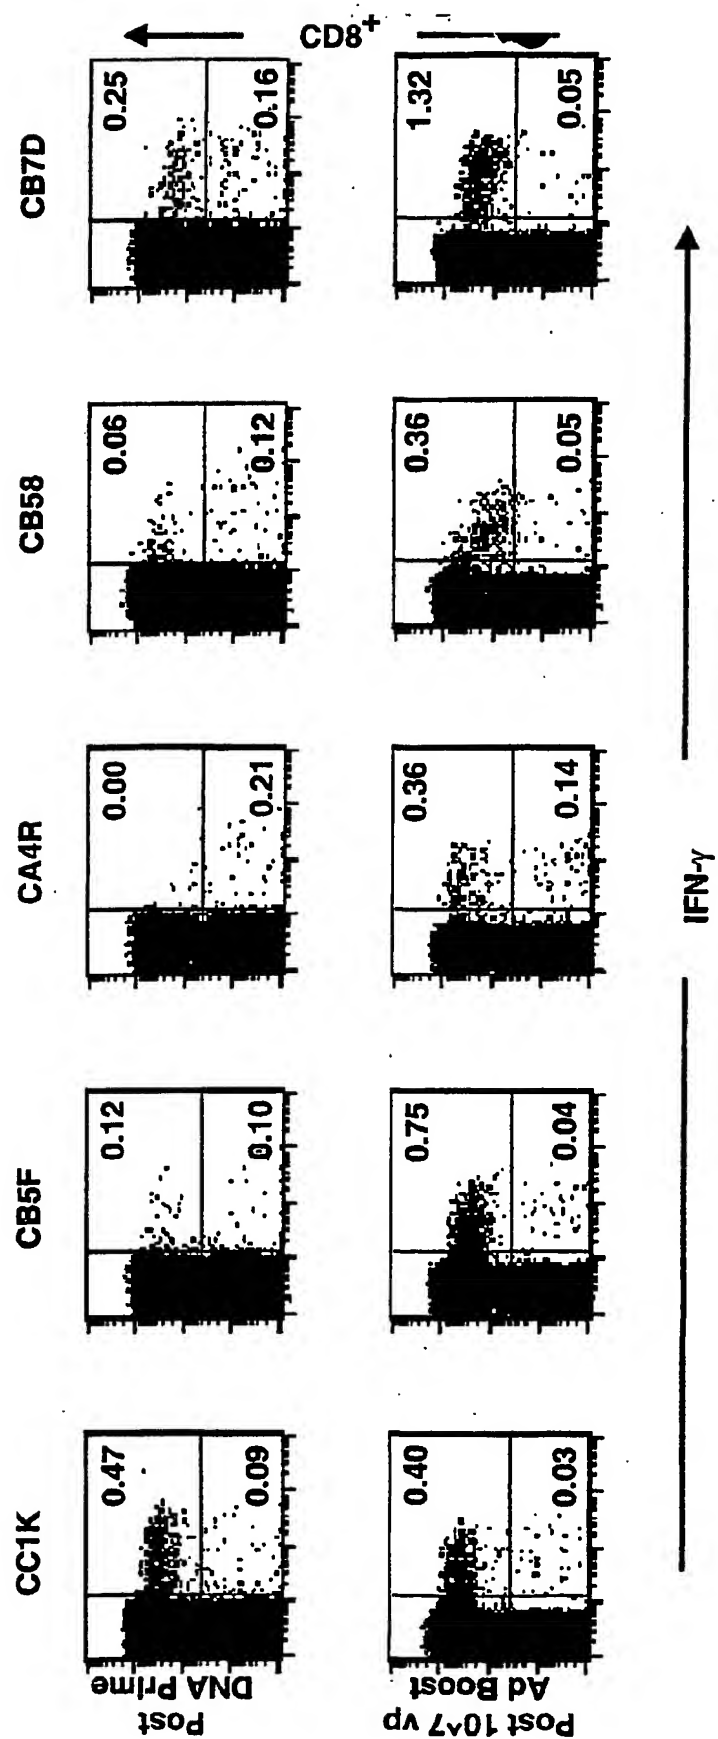 CC1K
CB5F
CA4R
CB58
CB7D
Post
DNA Prime
0.47
0.09
0.12
0.10
0.00
0.21
0.06
0.12
0.25
0.16
CD8+
Post 10^7 vp
Ad Boost
0.40
0.03
0.75
0.04
0.36
0.14
0.36
0.05
1.32
0.05
IFN-γ